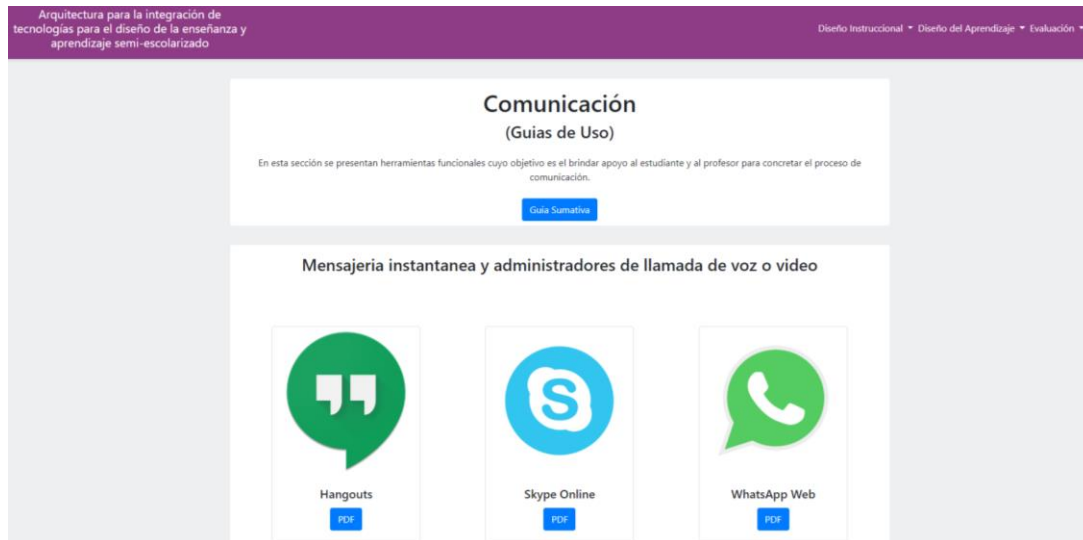 Arquitectura para la integración de
tecnologías para el diseño de la enseñanza y
aprendizaje semi-escolarizado
Diseño Instruccional Diseño del Aprendizaje Evaluación
Comunicación
(Guias de Uso)
En esta sección se presentan herramientas funcionales cuyo objetivo es el brindar apoyo al estudiante y al profesor para concretar el proceso de
comunicación.
Guia Sumativa
Mensajeria instantanea y administradores de llamada de voz o video
Hangouts Skype Online WhatsApp Web
PDF PDF PDF